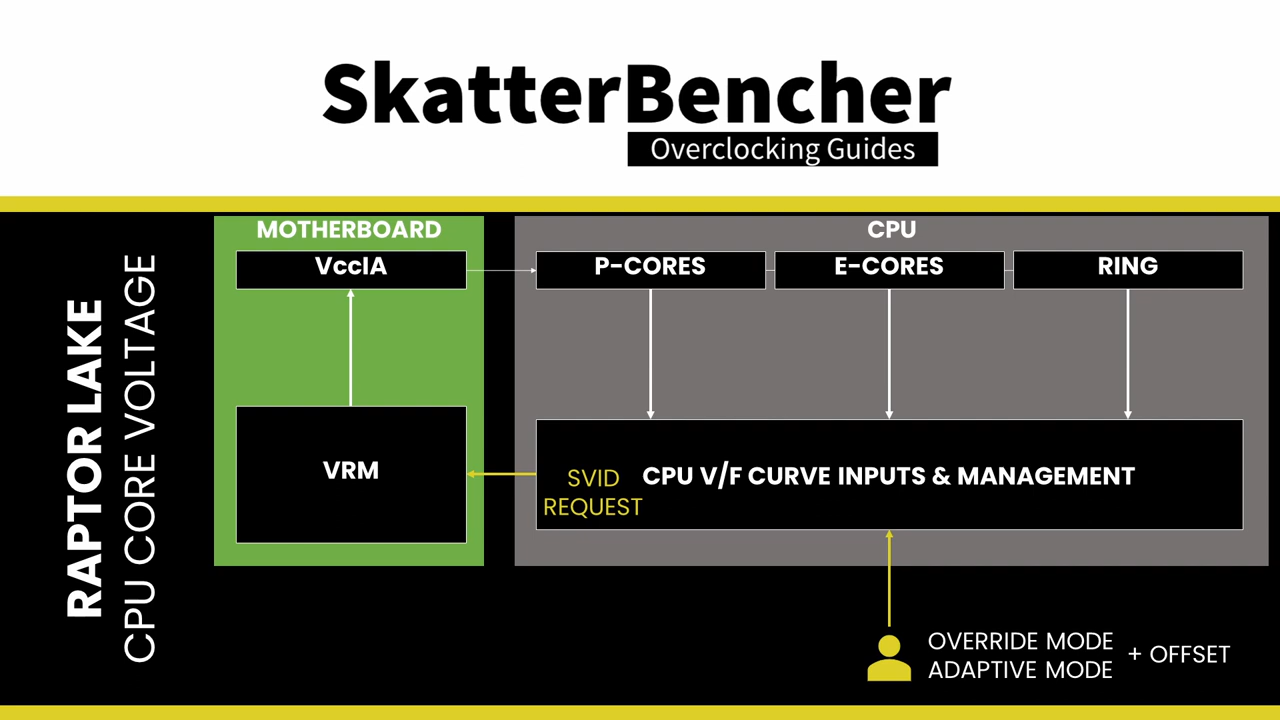 SkatterBencher
Overclocking Guides
RAPTOR LAKE
CPU CORE VOLTAGE
MOTHERBOARD
VccIA
VRM
CPU
P-CORES
E-CORES
RING
SVID
REQUEST
CPU V/F CURVE INPUTS & MANAGEMENT
OVERRIDE MODE
ADAPTIVE MODE
+ OFFSET